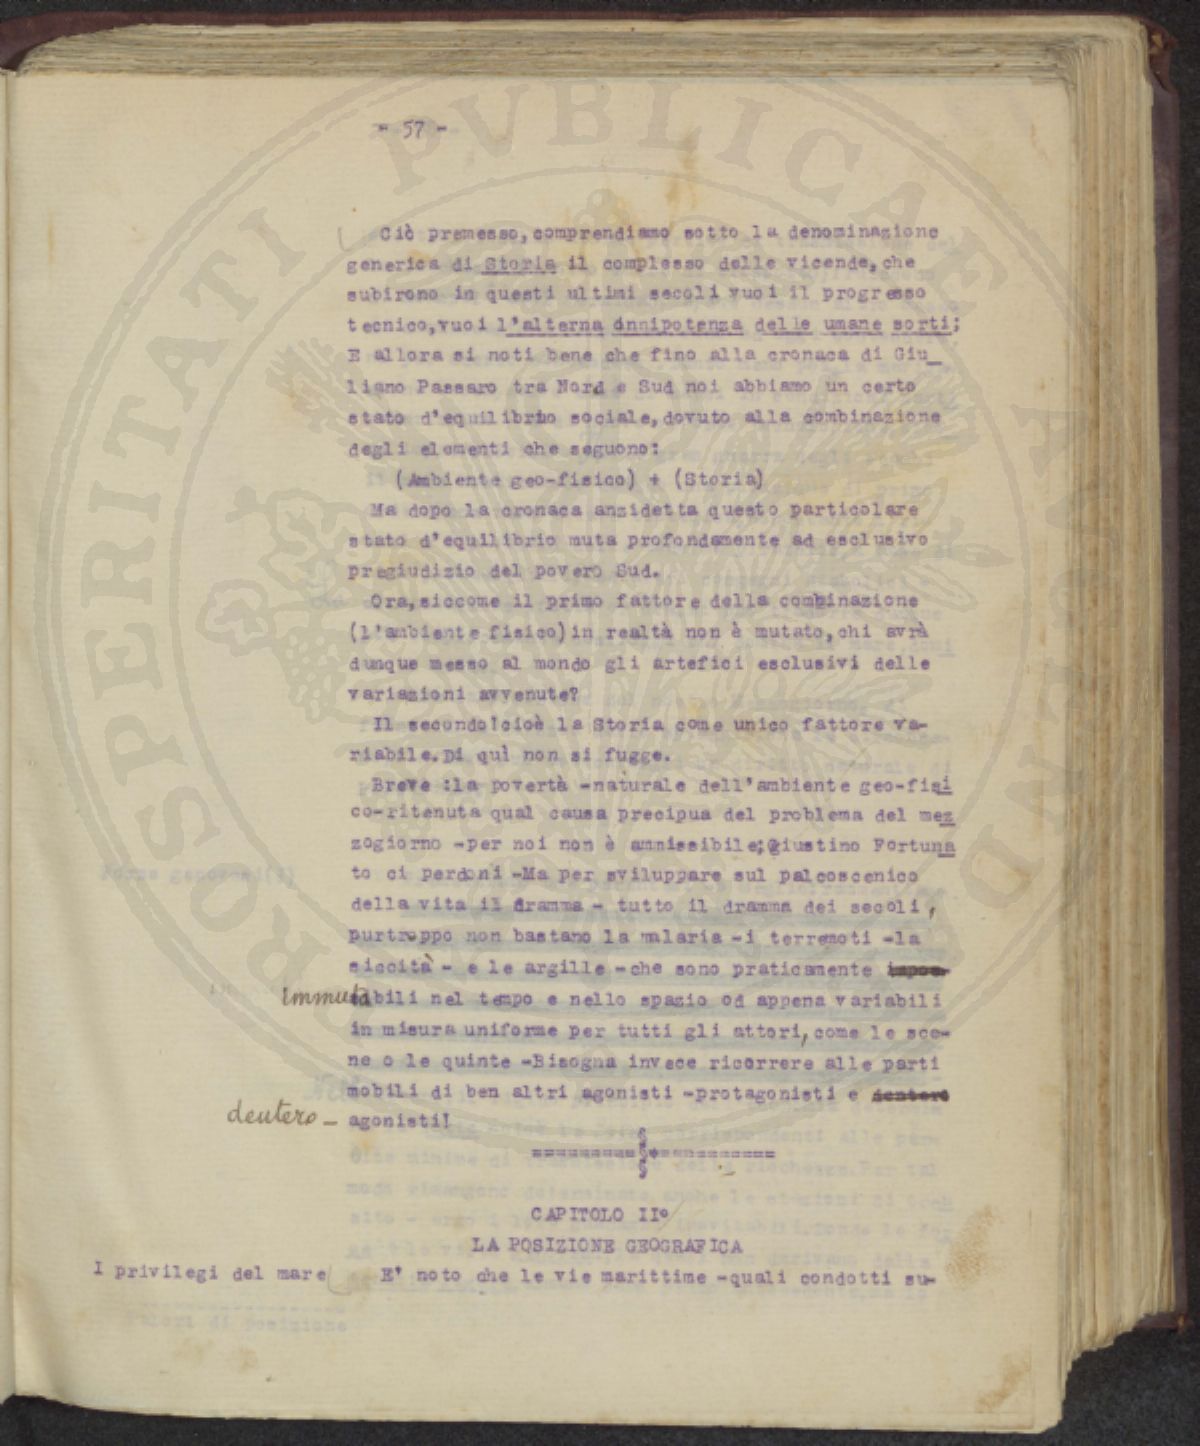 - 57 -
Ciò premesso,comprendiamo sotto la denominazione
generica di Storia il complesso delle vicende,che
subirono in questi ultimi secoli vuoi il progresso
tecnico,vuoi l'alterna onnipotenza delle umane sorti;
E allora si noti bene che fino alla cronaca di Giu_
liano Passaro tra Nord e Sud noi abbiamo un certo
stato d'equilibrio sociale,dovuto alla combinazione
degli elementi che seguono:
(Ambiente geo-fisico) + (Storia)
Ma dopo la cronaca anzidetta questo particolare
stato d'equilibrio muta profondamente ad esclusivo
pregiudizio del povero Sud.
Ora,siccome il primo fattore della combinazione
(l'ambiente fisico)in realtà non è mutato,chi avrà
dunque messo al mondo gli artefici esclusivi delle
variazioni avvenute?
Il secondo!cioè la Storia come unico fattore va-
riabile.Di quì non si fugge.
Breve :la povertà -naturale dell'ambiente geo-fisi
co-ritenuta qual causa precipua del problema del mez
zogiorno -per noi non è ammissibile;Giustino Fortuna
to ci perdoni -Ma per sviluppare sul palcoscenico
della vita il dramma - tutto il dramma dei secoli,
purtroppo non bastano la malaria -i terremoti -la
siccità - e le argille -che sono praticamente
immutabili nel tempo e nello spazio od appena variabili
in misura uniforme per tutti gli attori,come le sce-
ne o le quinte -Bisogna invece ricorrere alle parti
mobili di ben altri agonisti -protagonisti e
deutero- agonisti!
CAPITOLO II°
LA POSIZIONE GEOGRAFICA
I privilegi del mare E' noto che le vie marittime -quali condotti su-
PROSPERITATI PUBLICAE AUGENDAE